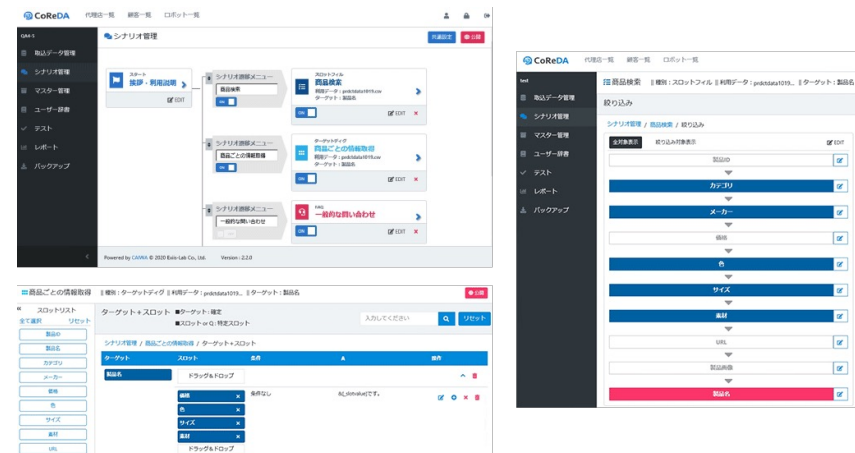 CoReDA 代理店一覧 顧客一覧 ロボット一覧
QA4-1
取込データ管理
シナリオ管理
マスター管理
ユーザー辞書
テスト
レポート
バックアップ
シナリオ管理
共通設定
公開
スタート
挨拶・利用説明
EDIT
シナリオ遷移メニュー
商品検索
ON
スロットフィル
商品検索
利用データ : prdctdata1019.csv
ターゲット : 製品名
ON
EDIT
シナリオ遷移メニュー
商品ごとの情報取得
ON
ターゲットディグ
商品ごとの情報取得
利用データ : prdctdata1019.csv
ターゲット : 製品名
ON
EDIT
シナリオ遷移メニュー
一般的な問い合わせ
FAQ
一般的な問い合わせ
ON
EDIT
Powered by CAIWA © 2020 Exis-Lab Co., Ltd. Version : 2.2.0
商品ごとの情報取得 || 種別 : ターゲットディグ || 利用データ : prdctdata1019... || ターゲット : 製品名
公開
スロットリスト
全て選択 リセット
製品ID
製品名
カテゴリ
メーカー
価格
色
サイズ
素材
URL
ターゲット+スロット
■ターゲット: 確定
■スロット or Q : 特定スロット
入力してください
リセット
シナリオ管理 / 商品ごとの情報取得 / ターゲット+スロット
ターゲット スロット 条件 A 操作
製品名
ドラッグ&ドロップ
価格
色
サイズ
素材
ドラッグ&ドロップ
条件なし
CoReDA 代理店一覧 顧客一覧 ロボット一覧
test
取込データ管理
シナリオ管理
マスター管理
ユーザー辞書
テスト
レポート
バックアップ
商品検索 || 種別 : スロットフィル || 利用データ : prdctdata1019... || ターゲット : 製品名
絞り込み
シナリオ管理 / 商品検索 / 絞り込み
全対象表示 絞り込み対象表示
EDIT
製品ID
カテゴリ
メーカー
価格
色
サイズ
素材
URL
製品画像
製品名